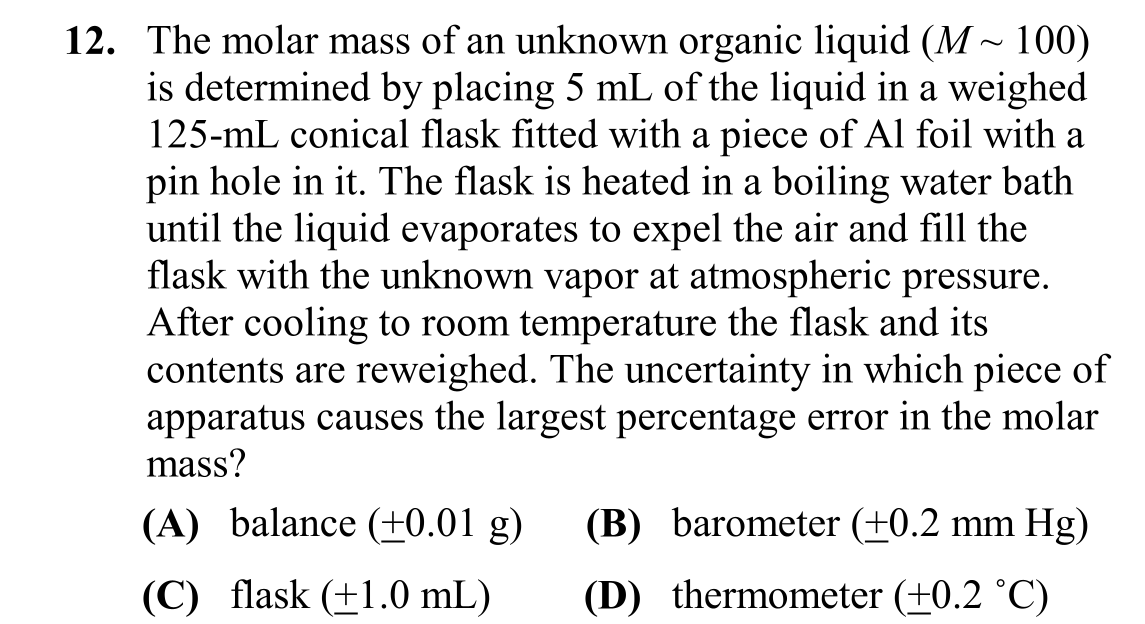 12. The molar mass of an unknown organic liquid (M ~ 100)
is determined by placing 5 mL of the liquid in a weighed
125-mL conical flask fitted with a piece of Al foil with a
pin hole in it. The flask is heated in a boiling water bath
until the liquid evaporates to expel the air and fill the
flask with the unknown vapor at atmospheric pressure.
After cooling to room temperature the flask and its
contents are reweighed. The uncertainty in which piece of
apparatus causes the largest percentage error in the molar
mass?
(A) balance (±0.01 g) (B) barometer (±0.2 mm Hg)
(C) flask (±1.0 mL) (D) thermometer (±0.2 ˚C)